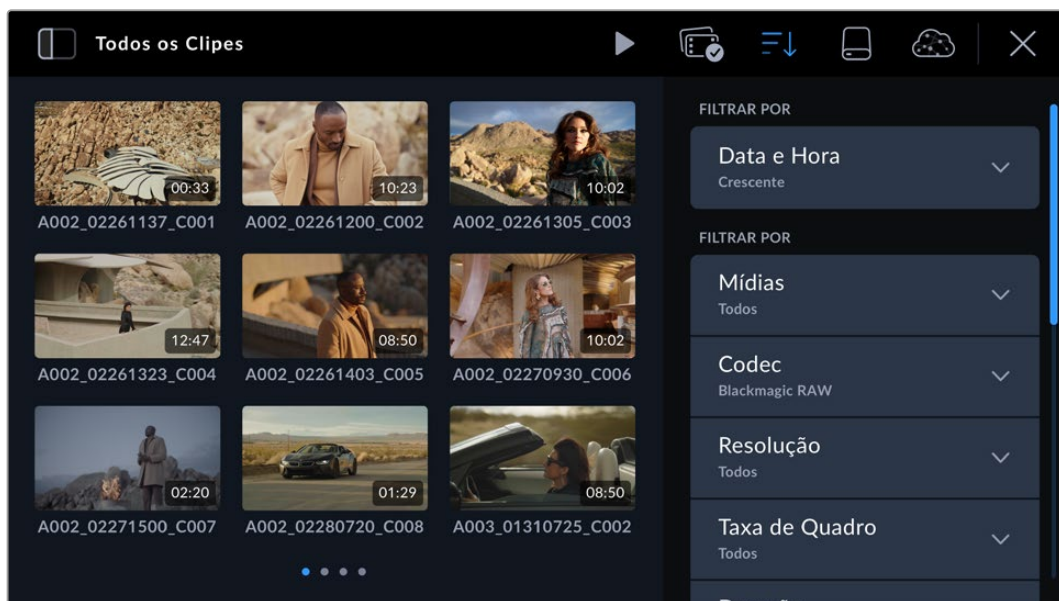 Todos os Clipes
00:33
10:23
10:02
A002_02261137_C001
A002_02261200_C002
A002_02261305_C003
12:47
08:50
10:02
A002_02261323_C004
A002_02261403_C005
A002_02270930_C006
02:20
01:29
08:50
A002_02271500_C007
A002_02280720_C008
A003_01310725_C002
FILTRAR POR
Data e Hora
Crescente
FILTRAR POR
Mídias
Todos
Codec
Blackmagic RAW
Resolução
Todos
Taxa de Quadro
Todos